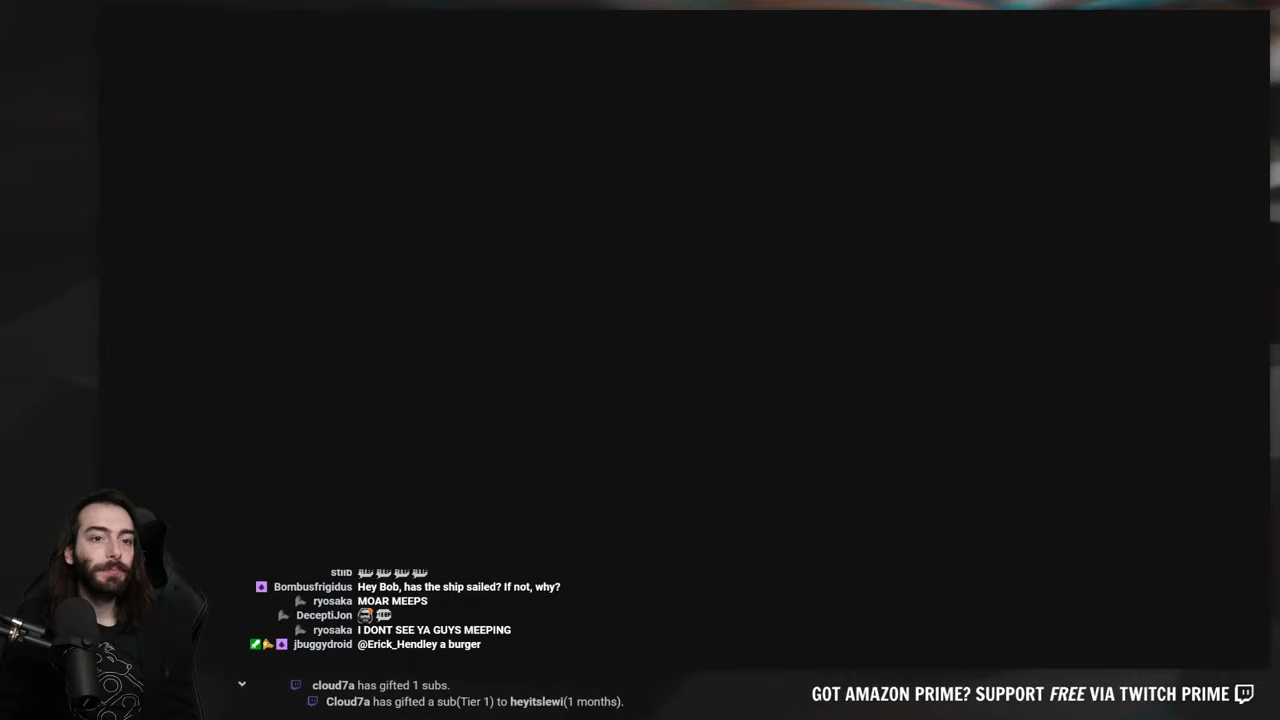 stiib
Bombusfrigidus Hey Bob, has the ship sailed? If not, why?
ryosaka MOAR MEEPS
DeceptiJon
ryosaka I DONT SEE YA GUYS MEEPING
jbuggydroid @Erick_Hendley a burger
cloud7a has gifted 1 subs.
Cloud7a has gifted a sub(Tier 1) to heyitslewi(1 months).
GOT AMAZON PRIME? SUPPORT FREE VIA TWITCH PRIME